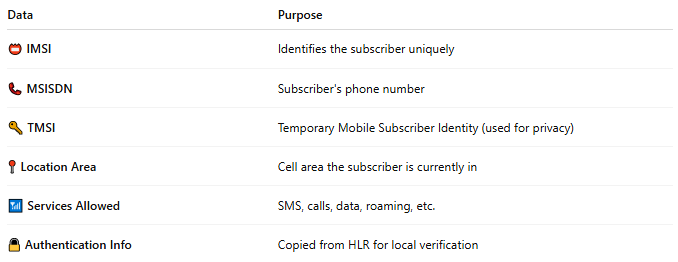 Data Purpose
IMSI Identifies the subscriber uniquely
MSISDN Subscriber's phone number
TMSI Temporary Mobile Subscriber Identity (used for privacy)
Location Area Cell area the subscriber is currently in
Services Allowed SMS, calls, data, roaming, etc.
Authentication Info Copied from HLR for local verification